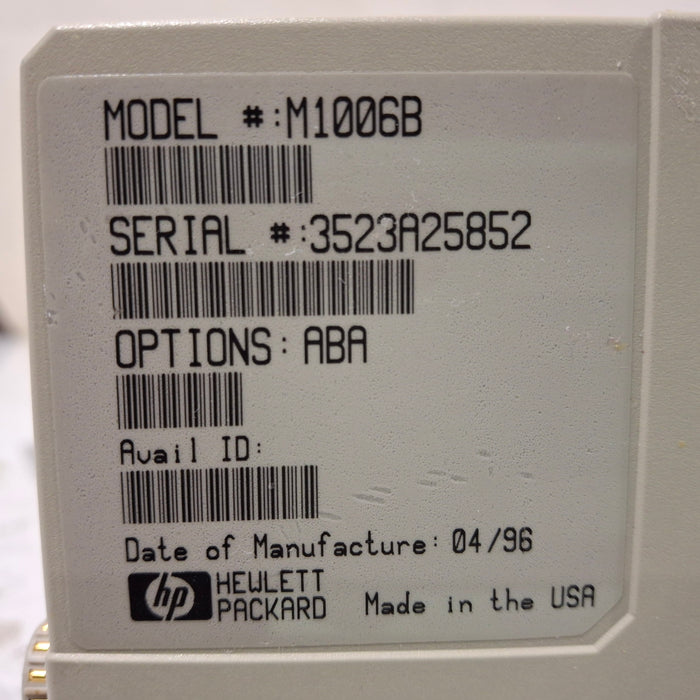 MODEL #:M1006B
SERIAL #:3523A25852
OPTIONS: ABA
Avail ID:
Date of Manufacture: 04/96
hp HEWLETT
PACKARD Made in the USA